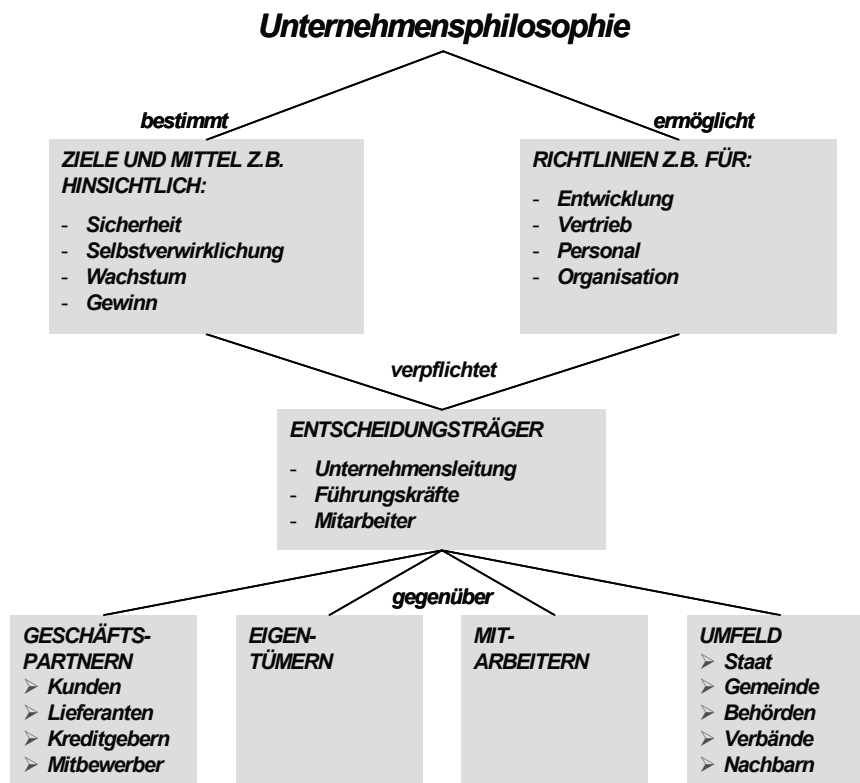 Unternehmensphilosophie
bestimmt
ermöglicht
ZIELE UND MITTEL Z.B.
HINSICHTLICH:
- Sicherheit
- Selbstverwirklichung
- Wachstum
- Gewinn
RICHTLINIEN Z.B. FÜR:
- Entwicklung
- Vertrieb
- Personal
- Organisation
verpflichtet
ENTSCHEIDUNGSTRÄGER
- Unternehmensleitung
- Führungskräfte
- Mitarbeiter
gegenüber
GESCHÄFTS-
PARTNERN
➢ Kunden
➢ Lieferanten
➢ Kreditgebern
➢ Mitbewerber
EIGEN-
TÜMERN
MIT-
ARBEITERN
UMFELD
➢ Staat
➢ Gemeinde
➢ Behörden
➢ Verbände
➢ Nachbarn